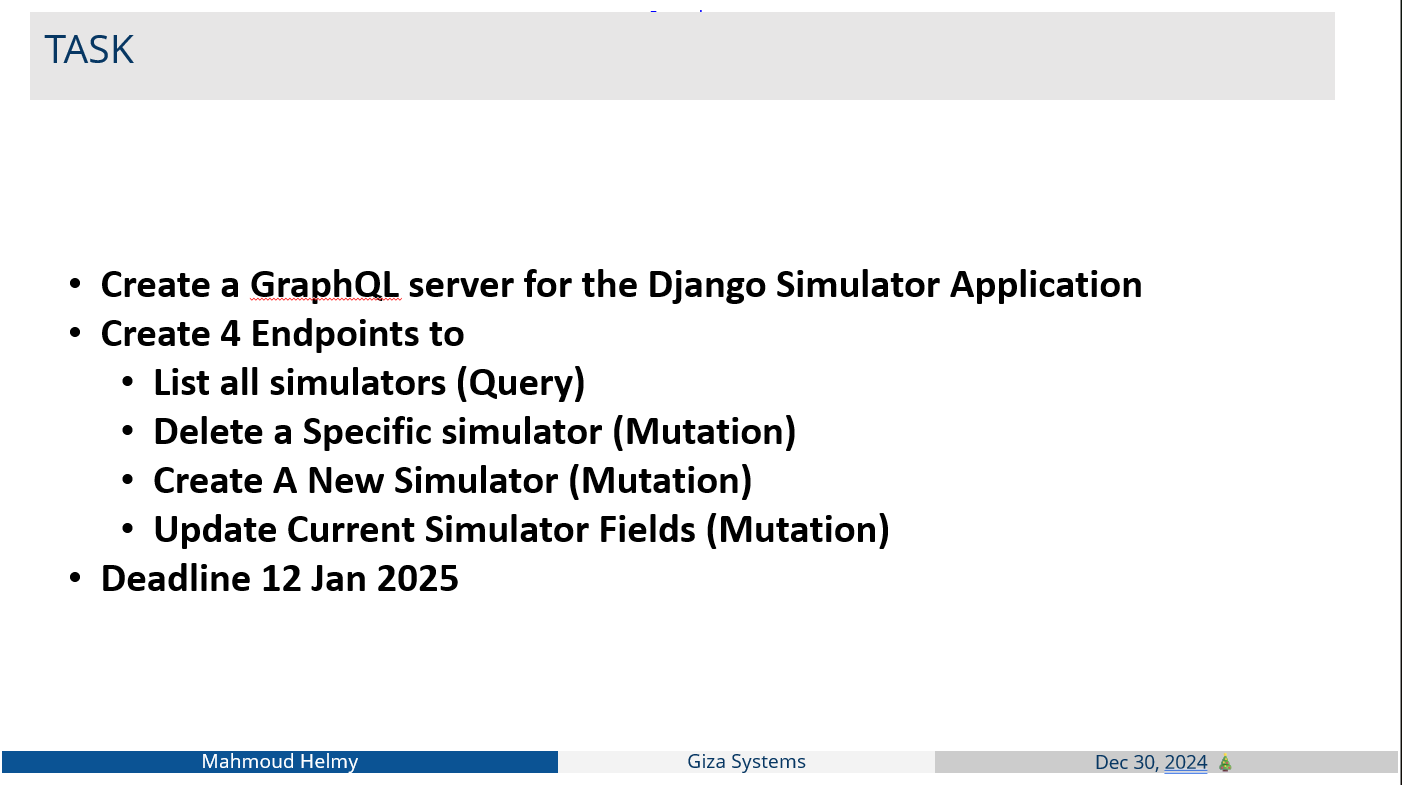 TASK
• Create a GraphQL server for the Django Simulator Application
• Create 4 Endpoints to
• List all simulators (Query)
• Delete a Specific simulator (Mutation)
• Create A New Simulator (Mutation)
• Update Current Simulator Fields (Mutation)
• Deadline 12 Jan 2025
Mahmoud Helmy
Giza Systems
Dec 30, 2024 🎄